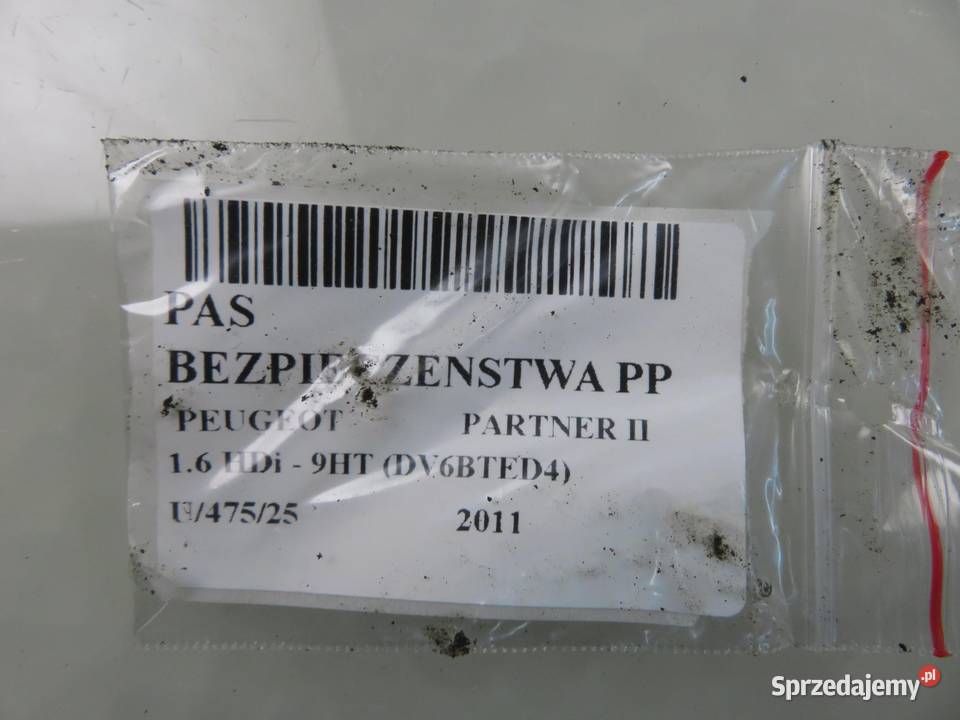 PAS
BEZPIECZENSTWA PP
PEUGEOT PARTNER II
1.6 HDi - 9HT (DV6BTED4)
U/475/25 2011
Sprzedajemy.pl